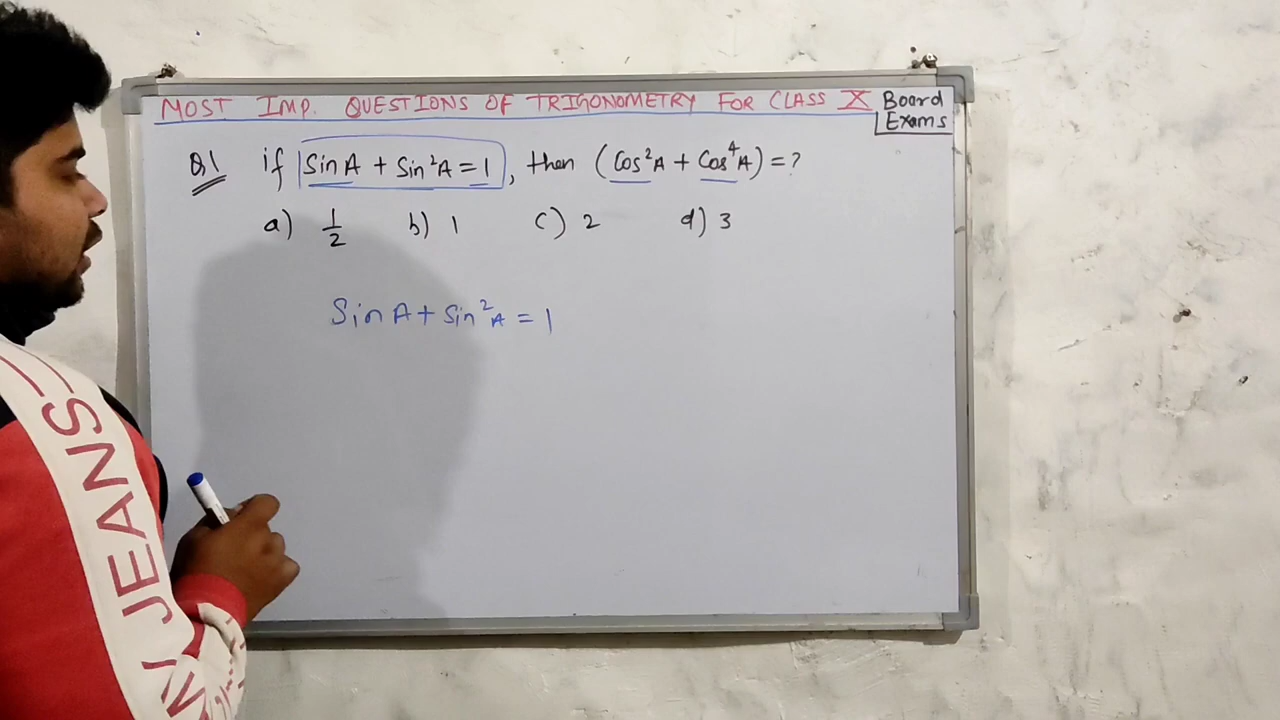 MOST IMP. QUESTIONS OF TRIGONOMETRY FOR CLASS X Board Exams
Q1 if Sin A + Sin²A = 1, then (Cos²A + Cos⁴A) = ?
a) 1/2 b) 1 c) 2 d) 3
Sin A + Sin²A = 1
JEANS